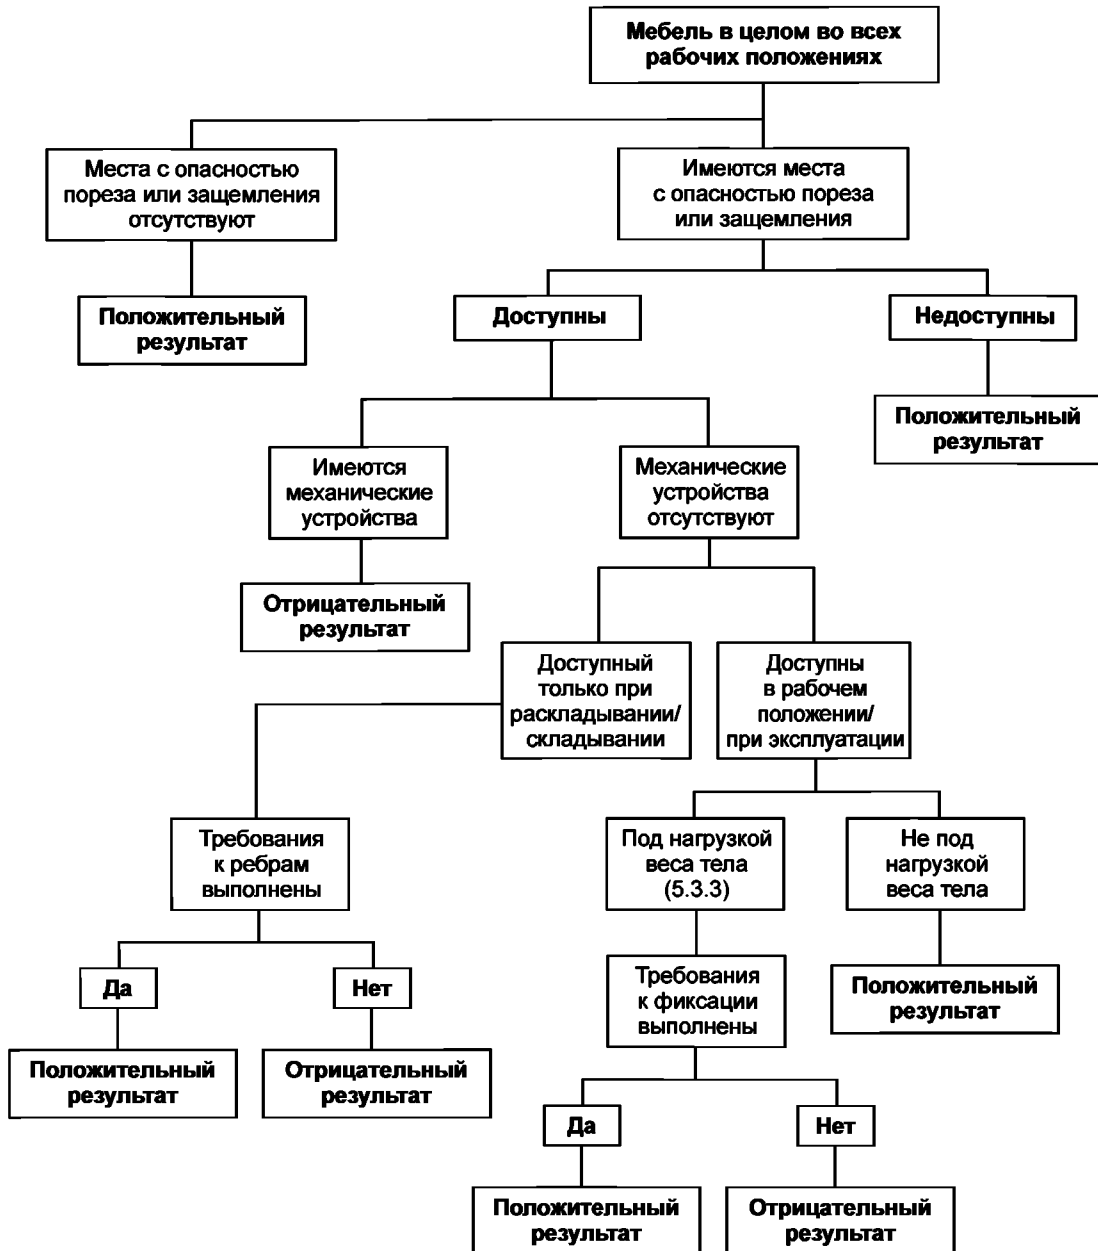 Мебель в целом во всех
рабочих положениях
Места с опасностью
пореза или защемления
отсутствуют
Имеются места
с опасностью пореза
или защемления
Положительный
результат
Доступны
Недоступны
Положительный
результат
Имеются
механические
устройства
Механические
устройства
отсутствуют
Отрицательный
результат
Доступный
только при
раскладывании/
складывании
Доступны
в рабочем
положении/
при эксплуатации
Требования
к ребрам
выполнены
Под нагрузкой
веса тела
(5.3.3)
Не под
нагрузкой
веса тела
Да
Нет
Требования
к фиксации
выполнены
Положительный
результат
Положительный
результат
Отрицательный
результат
Да
Нет
Положительный
результат
Отрицательный
результат